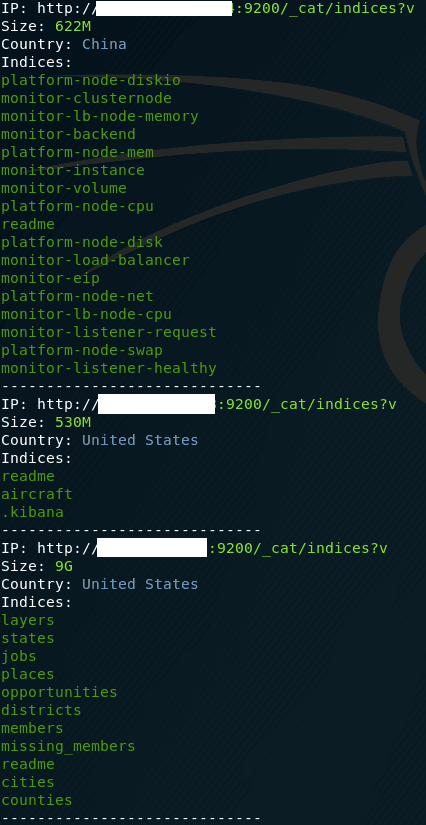 IP: http://4:9200/_cat/indices?v
Size: 622M
Country: China
Indices:
platform-node-diskio
monitor-clusternode
monitor-lb-node-memory
monitor-backend
platform-node-mem
monitor-instance
monitor-volume
platform-node-cpu
readme
platform-node-disk
monitor-load-balancer
monitor-eip
platform-node-net
monitor-lb-node-cpu
monitor-listener-request
platform-node-swap
monitor-listener-healthy
-----------------------------
IP: http://:9200/_cat/indices?v
Size: 530M
Country: United States
Indices:
readme
aircraft
.kibana
-----------------------------
IP: http://:9200/_cat/indices?v
Size: 9G
Country: United States
Indices:
layers
states
jobs
places
opportunities
districts
members
missing_members
readme
cities
counties
-----------------------------